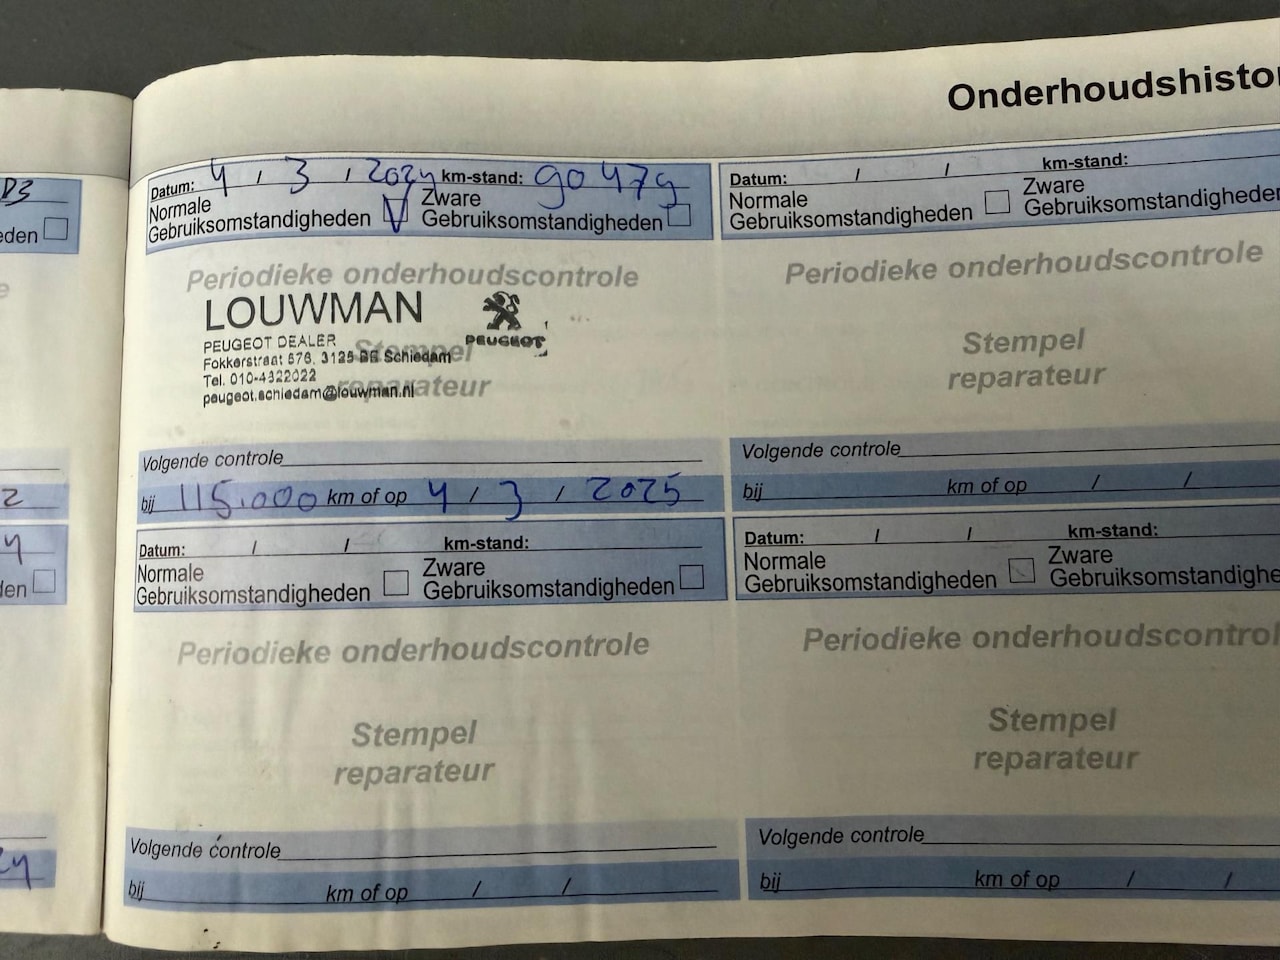 Onderhoudshisto
D3
eden
Datum: 4 / 3 / 2024 km-stand: 90 479
Normale
Gebruiksomstandigheden V Zware
Gebruiksomstandigheden
Periodieke onderhoudscontrole
LOUWMAN
PEUGEOT DEALER
Fokkerstraat 576, 3125 BE Schiedam
Tel. 010-4322022
peugeot.schiedam@louwman.nl
PEUGEOT
Stempel
reparateur
Volgende controle
bij 115.000 km of op 4 / 3 / 2025
Datum: / / km-stand:
Normale
Gebruiksomstandigheden Zware
Gebruiksomstandigheden
Periodieke onderhoudscontrole
Stempel
reparateur
Volgende controle
bij km of op / /
Datum: / / km-stand:
Normale
Gebruiksomstandigheden Zware
Gebruiksomstandigheden
Periodieke onderhoudscontrole
Stempel
reparateur
Volgende controle
bij km of op / /
Datum: / / km-stand:
Normale
Gebruiksomstandigheden Zware
Gebruiksomstandighe
Periodieke onderhoudscontrol
Stempel
reparateur
Volgende controle
bij km of op / /